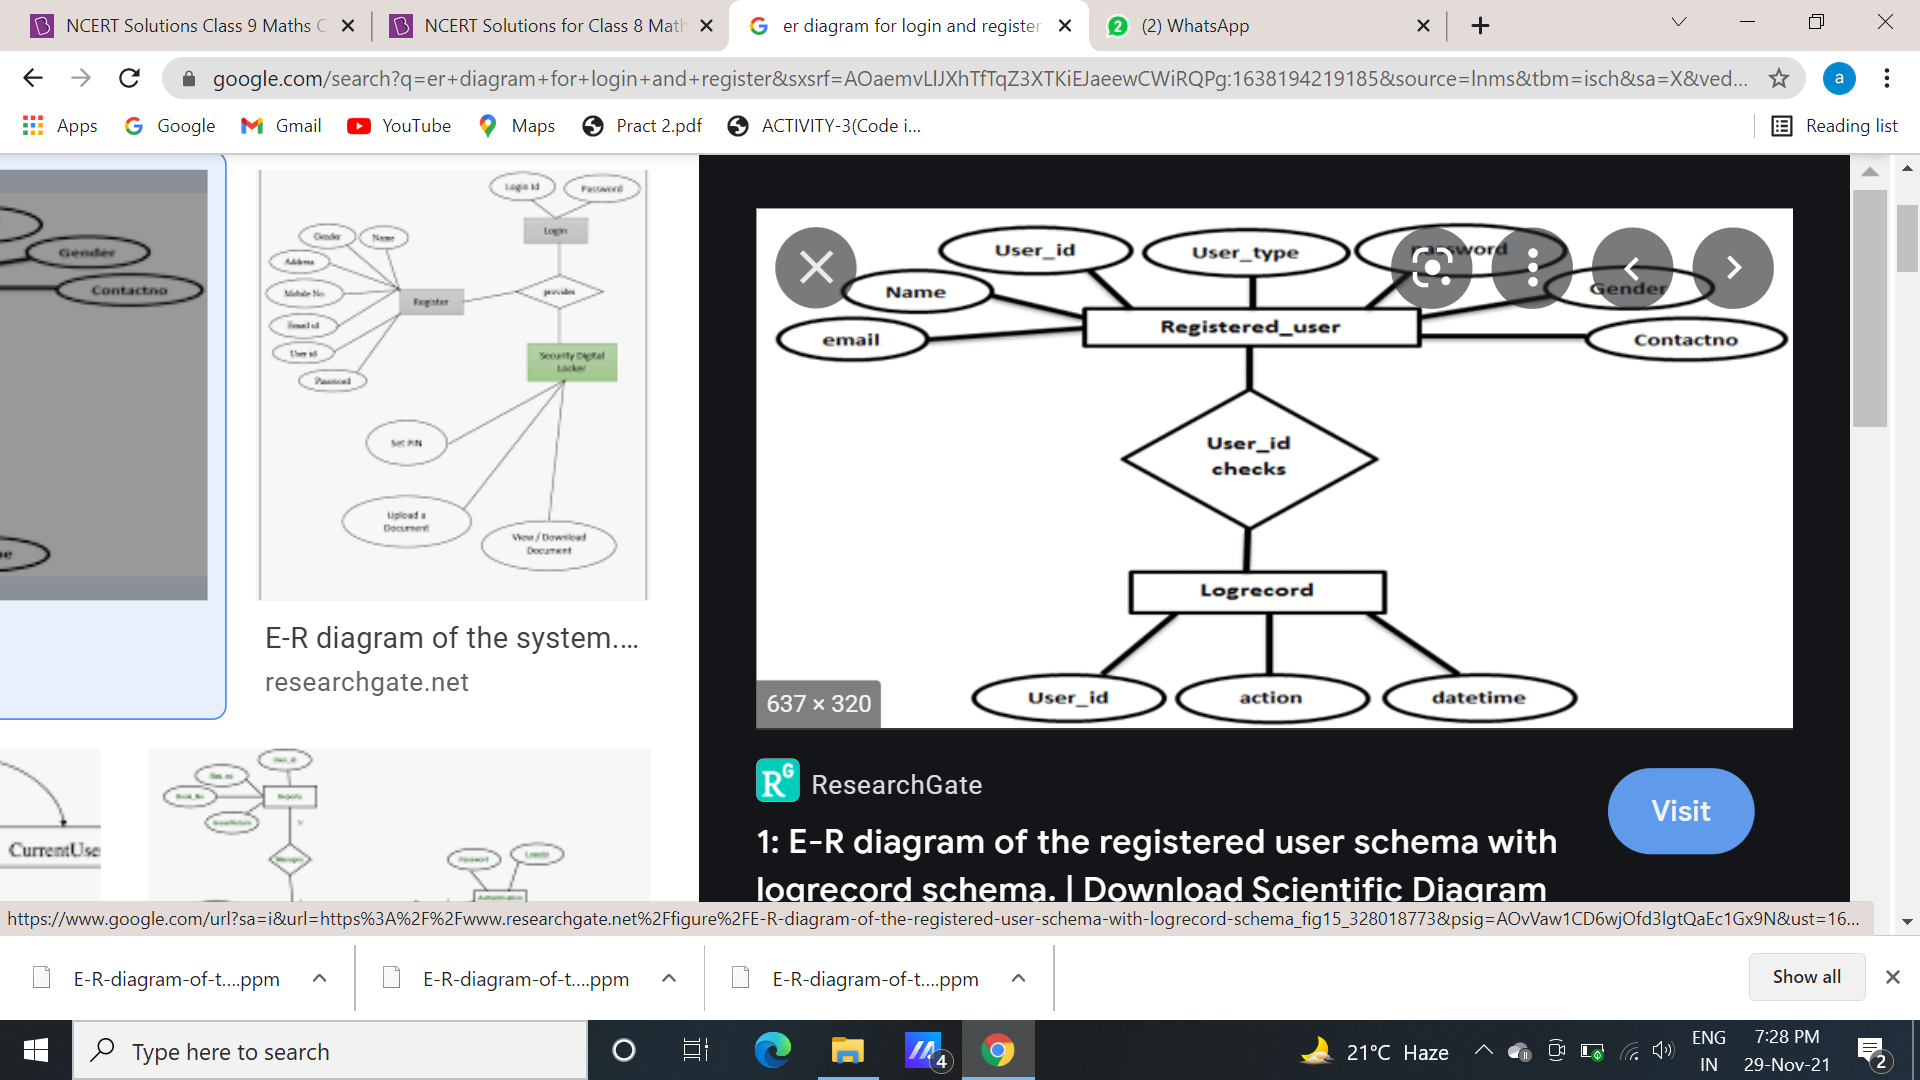 NCERT Solutions Class 9 Maths C
NCERT Solutions for Class 8 Math
er diagram for login and register
(2) WhatsApp
google.com/search?q=er+diagram+for+login+and+register&sxsrf=AOaemvLlJXhTfTqZ3XTKiEJaeewCWiRQPg:1638194219185&source=lnms&tbm=isch&sa=X&ved...
a
Apps
Google
Gmail
YouTube
Maps
Pract 2.pdf
ACTIVITY-3(Code i...
Reading list
Gender
Contactno
Login Id
Password
Login
Gender
Name
Address
Mobile No.
Email id
User id
Password
Register
provides
Security Digital
Locker
Set PIN
Upload a
Document
View / Download
Document
E-R diagram of the system....
researchgate.net
CurrentUse
User_id
User_type
password
Name
Gender
email
Registered_user
Contactno
User_id
checks
Logrecord
User_id
action
datetime
637 × 320
ResearchGate
Visit
1: E-R diagram of the registered user schema with
logrecord schema. | Download Scientific Diagram
https://www.google.com/url?sa=i&url=https%3A%2F%2Fwww.researchgate.net%2Ffigure%2FE-R-diagram-of-the-registered-user-schema-with-logrecord-schema_fig15_328018773&psig=AOvVaw1CD6wjOfd3lgtQaEc1Gx9N&ust=16...
E-R-diagram-of-t....ppm
E-R-diagram-of-t....ppm
E-R-diagram-of-t....ppm
Show all
Type here to search
4
21°C Haze
ENG
IN
7:28 PM
29-Nov-21
2